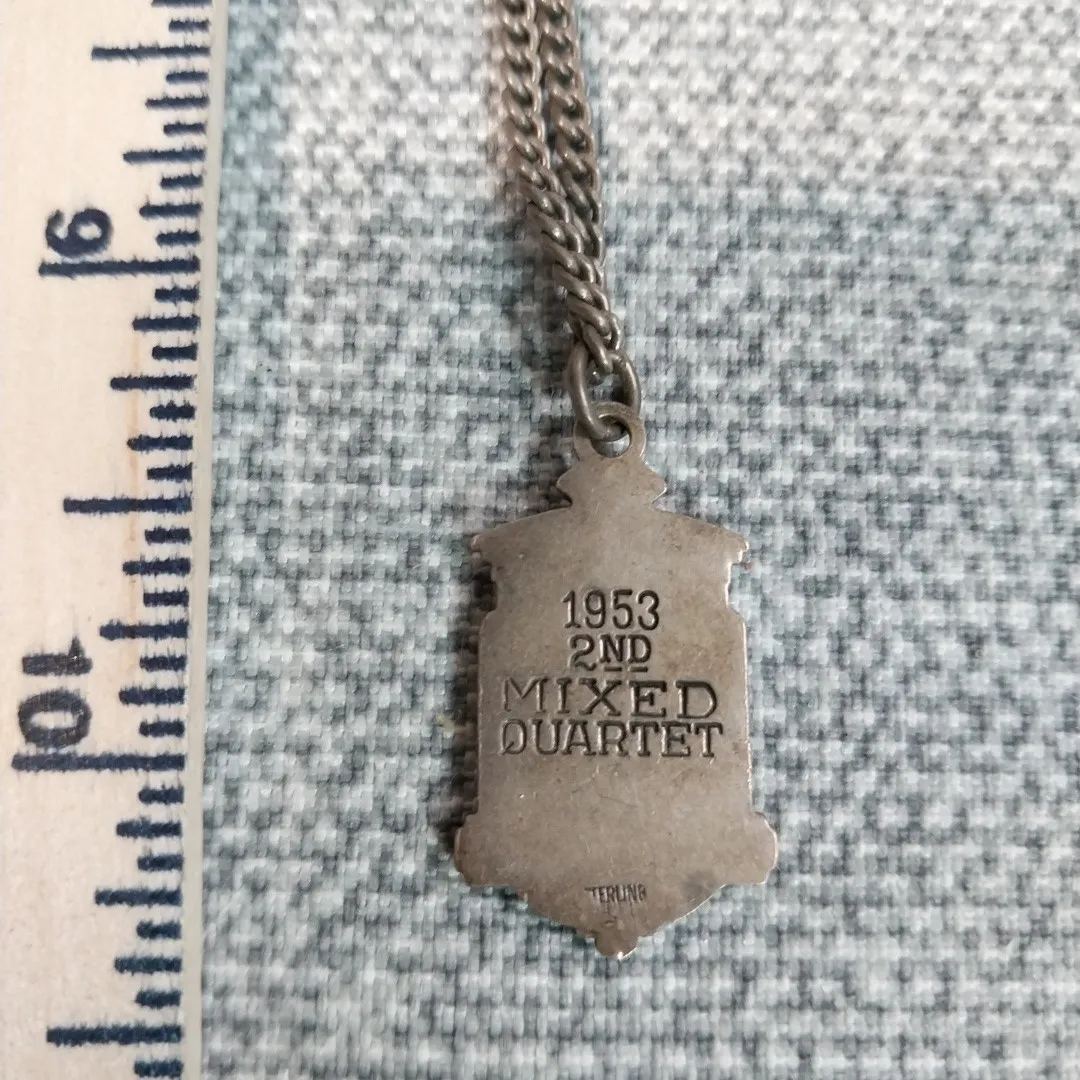 9
10
1953
2ND
MIXED
QUARTET
TERLING